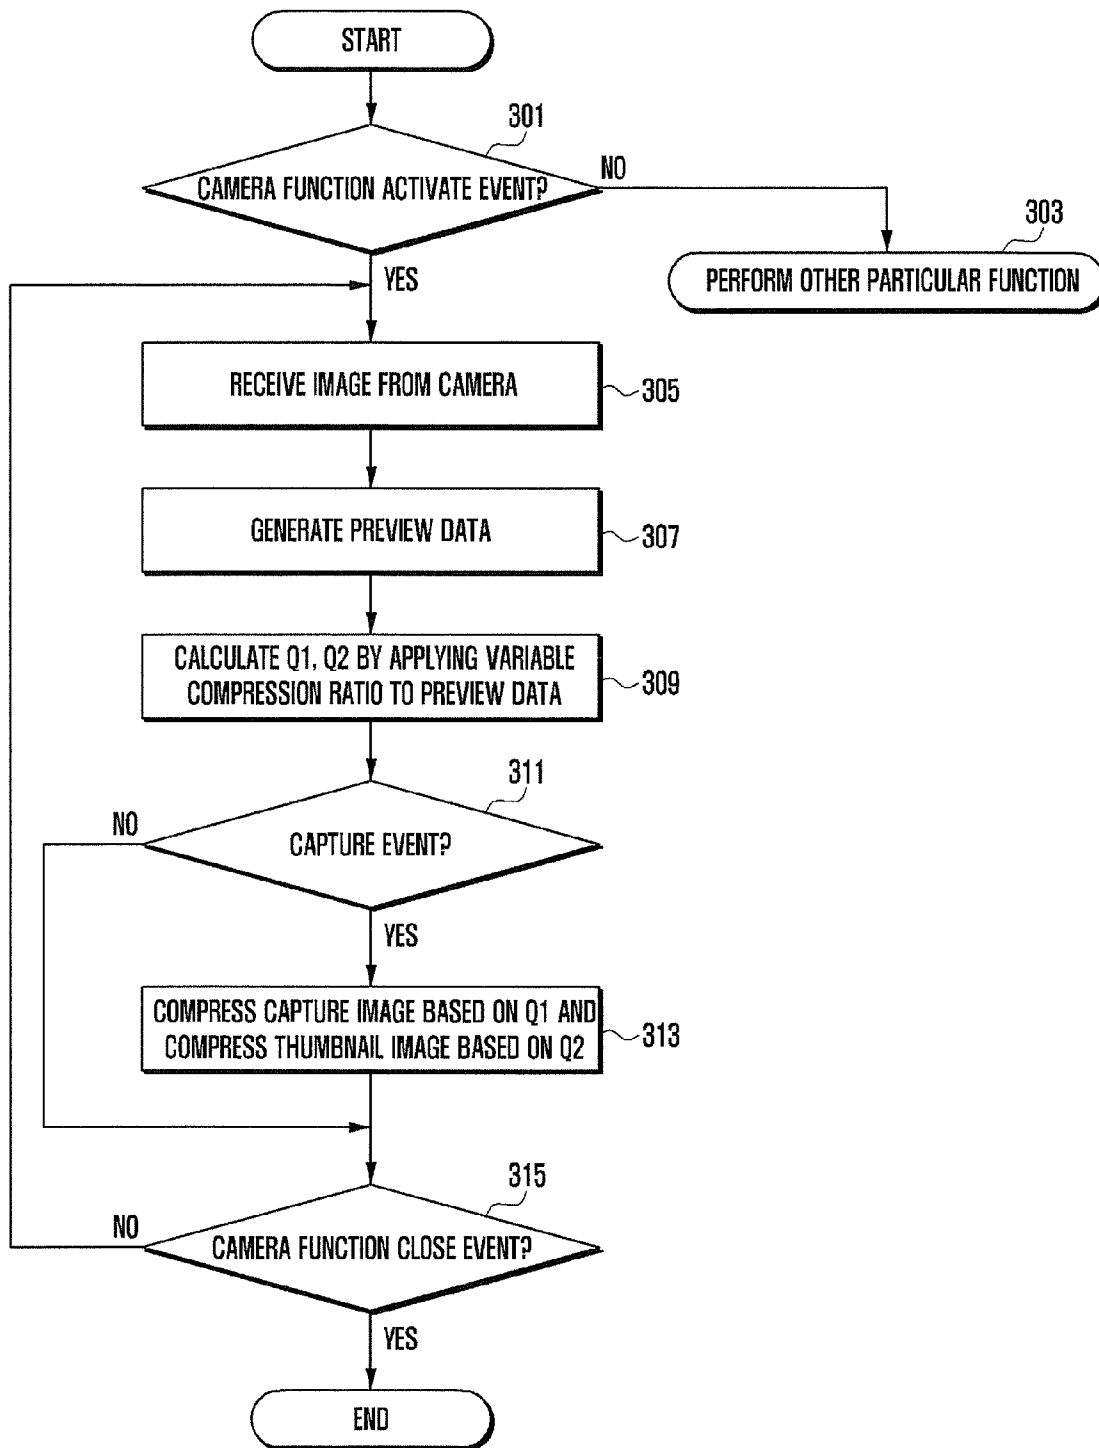 START
301
CAMERA FUNCTION ACTIVATE EVENT?
NO
303
PERFORM OTHER PARTICULAR FUNCTION
YES
RECEIVE IMAGE FROM CAMERA
305
GENERATE PREVIEW DATA
307
CALCULATE Q1, Q2 BY APPLYING VARIABLE
COMPRESSION RATIO TO PREVIEW DATA
309
311
NO
CAPTURE EVENT?
YES
COMPRESS CAPTURE IMAGE BASED ON Q1 AND
COMPRESS THUMBNAIL IMAGE BASED ON Q2
313
315
NO
CAMERA FUNCTION CLOSE EVENT?
YES
END